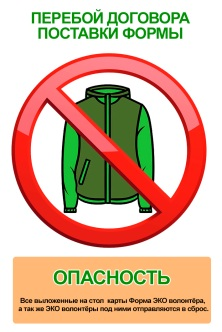 ПЕРЕБОЙ ДОГОВОРА
ПОСТАВКИ ФОРМЫ
ОПАСНОСТЬ
Все выложенные на стол карты Форма ЭКО волонтёра,
а так же ЭКО волонтёры под ними отправляются в сброс.